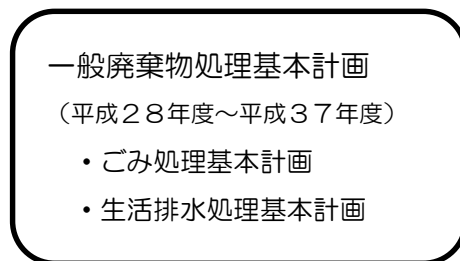 一般廃棄物処理基本計画
（平成２８年度～平成３７年度）
・ごみ処理基本計画
・生活排水処理基本計画